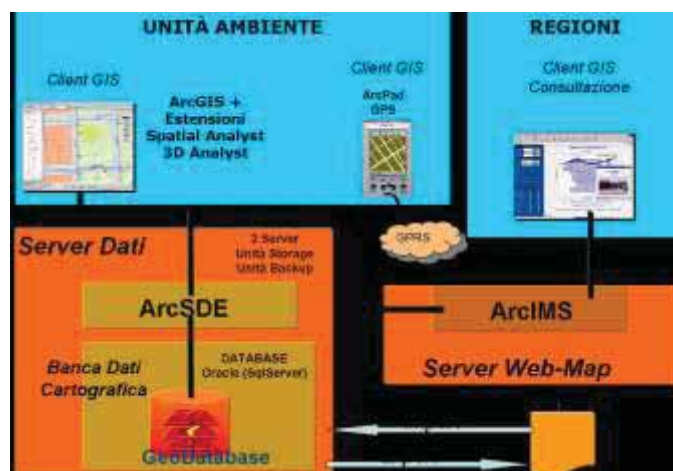 UNITÀ AMBIENTE
Client GIS
ArcGIS +
Estensioni
Spatial Analyst
3D Analyst
Client GIS
ArcPad
GPS
REGIONI
Client GIS
Consultazione
GPRS
Server Dati
2 Server
Unità Storage
Unità Backup
ArcSDE
Banca Dati
Cartografica
DATABASE
Oracle (SqlServer)
GeoDatabase
ArcIMS
Server Web-Map